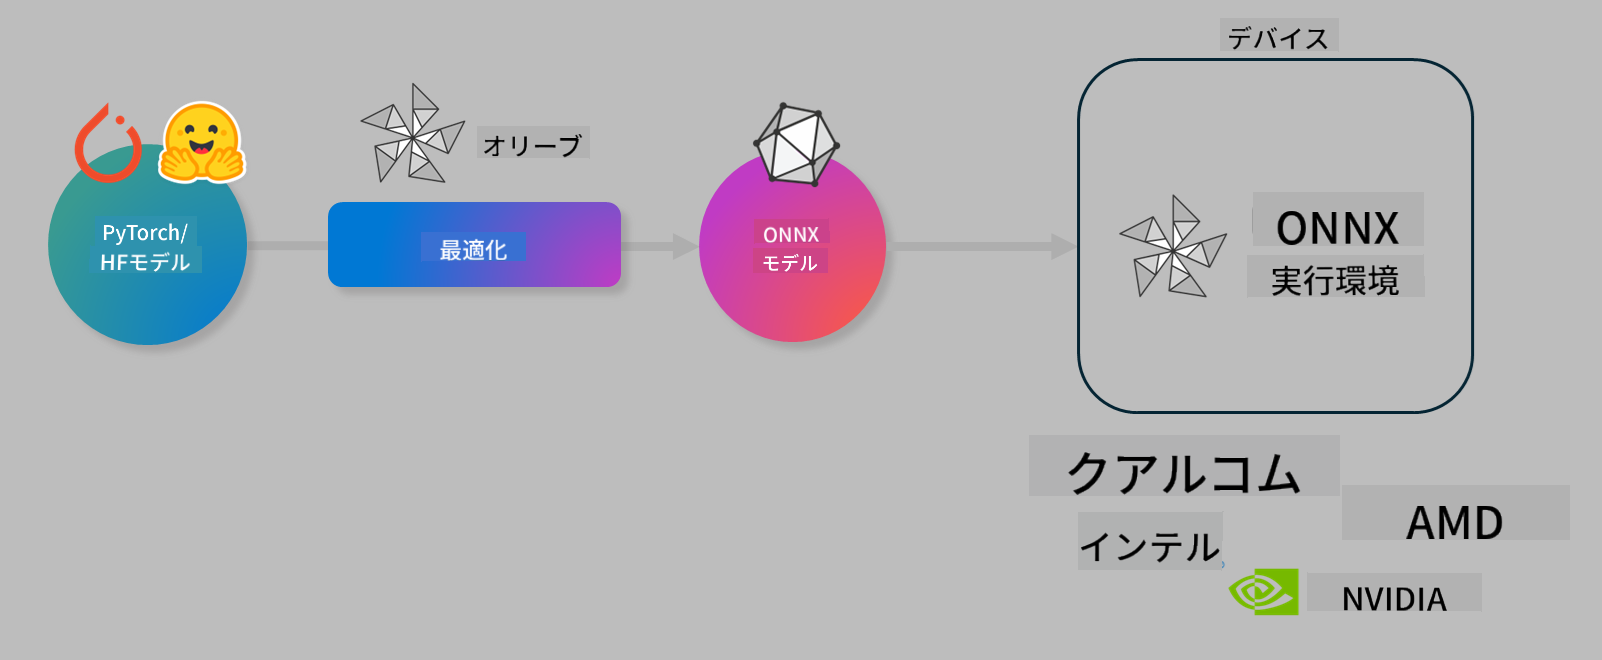 デバイス
オリーブ
PyTorch/
HFモデル
最適化
ONNX
モデル
ONNX
実行環境
クアルコム
AMD
インテル
NVIDIA